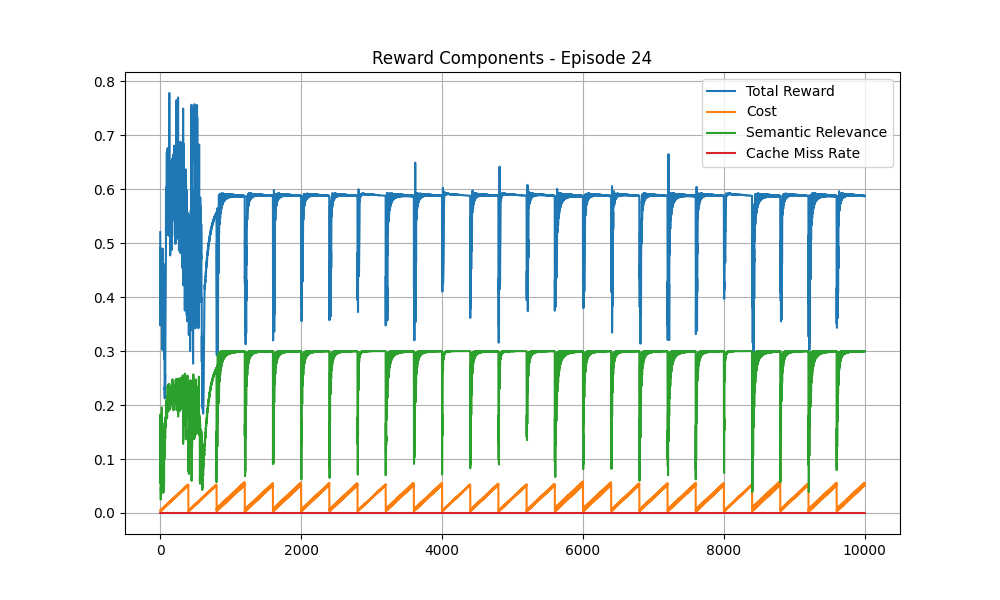 Reward Components - Episode 24
Total Reward
Cost
Semantic Relevance
Cache Miss Rate
0.8
0.7
0.6
0.5
0.4
0.3
0.2
0.1
0.0
0 2000 4000 6000 8000 10000